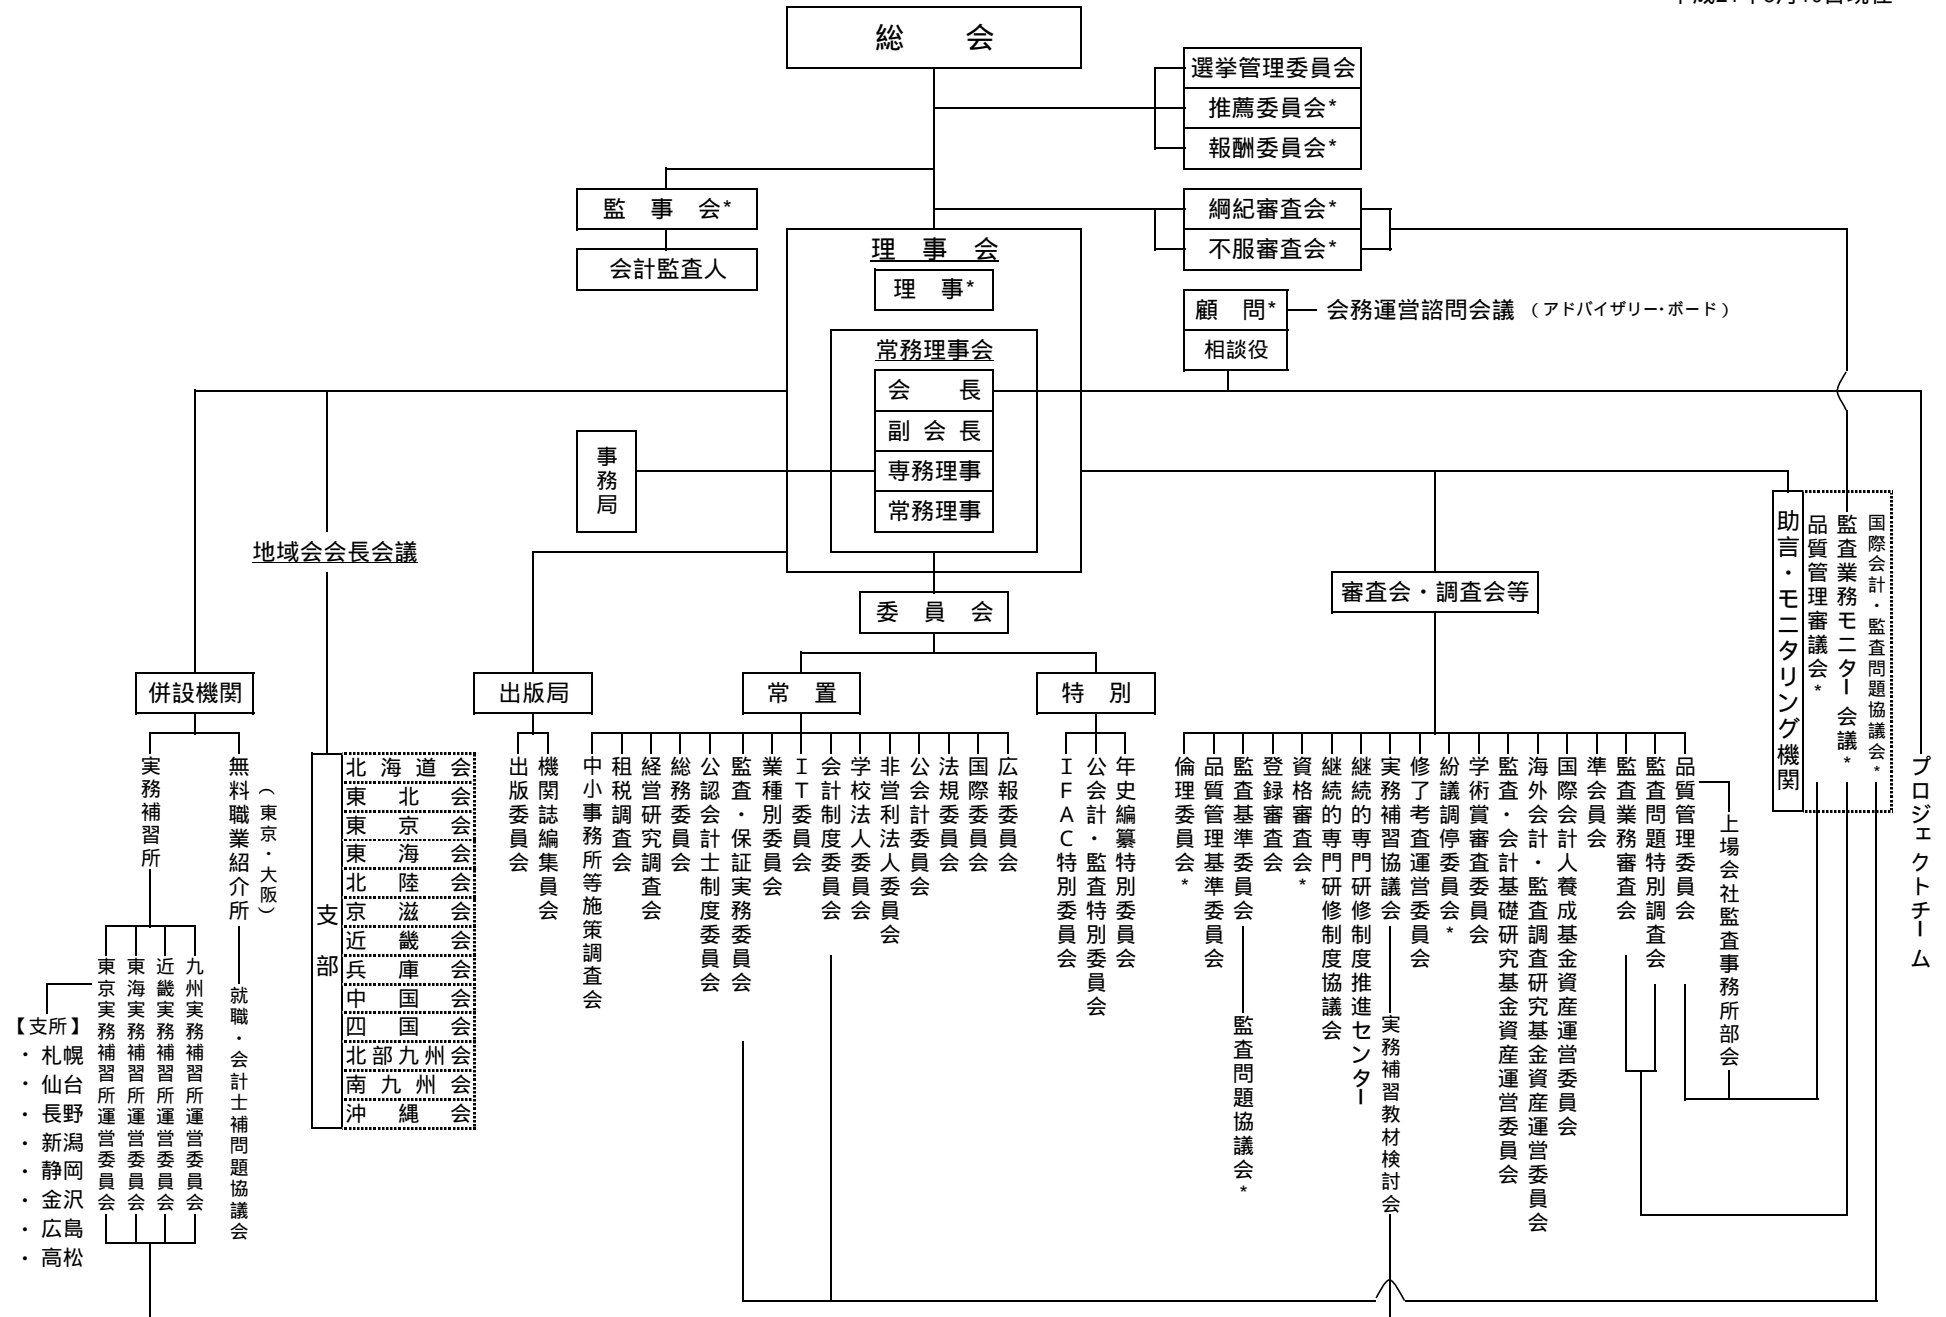 総 会
選挙管理委員会
推薦委員会*
報酬委員会*
監 事 会*
会計監査人
綱紀審査会*
不服審査会*
理 事 会
理 事*
顧 問*
会務運営諮問会議 (アドバイザリー・ボード)
相談役
常務理事会
会 長
副 会 長
専務理事
常務理事
事務局
地域会会長会議
委 員 会
審査会・調査会等
助言・モニタリング機関
品質管理審議会*
監査業務モニター会議*
国際会計・監査問題協議会*
プロジェクトチーム
併設機関
実務補習所
無料職業紹介所
(東京・大阪)
就職・会計士補問題協議会
東京実務補習所運営委員会
東海実務補習所運営委員会
近畿実務補習所運営委員会
九州実務補習所運営委員会
【支所】
・札幌
・仙台
・長野
・新潟
・静岡
・金沢
・広島
・高松
支部
北海道会
東北会
東京会
東海会
北陸会
京滋会
近畿会
兵庫会
中国会
四国会
北部九州会
南九州会
沖縄会
出版局
出版委員会
機関誌編集員会
常 置
中小事務所等施策調査会
租税調査会
経営研究調査会
総務委員会
公認会計士制度委員会
監査・保証実務委員会
業種別委員会
IT委員会
会計制度委員会
学校法人委員会
非営利法人委員会
公会計委員会
法規委員会
国際委員会
広報委員会
特 別
IFAC特別委員会
公会計・監査特別委員会
年史編纂特別委員会
倫理委員会*
品質管理基準委員会
監査基準委員会
監査問題協議会*
登録審査会
資格審査会*
継続的専門研修制度協議会
継続的専門研修制度推進センター
実務補習協議会
実務補習教材検討会
修了考査運営委員会
紛議調停委員会*
学術賞審査委員会
監査・会計基礎研究基金資産運営委員会
海外会計・監査調査研究基金資産運営委員会
国際会計人養成基金資産運営委員会
準会員会
監査業務審査会
監査問題特別調査会
品質管理委員会
上場会社監査事務所部会